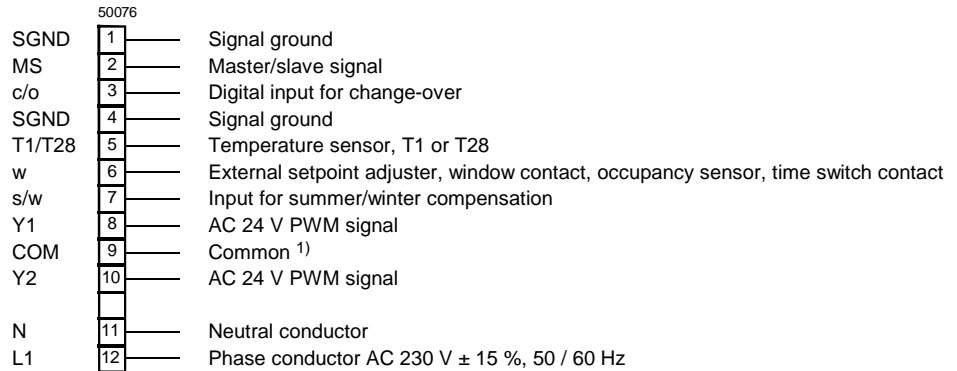 50076
SGND 1 Signal ground
MS 2 Master/slave signal
c/o 3 Digital input for change-over
SGND 4 Signal ground
T1/T28 5 Temperature sensor, T1 or T28
w 6 External setpoint adjuster, window contact, occupancy sensor, time switch contact
s/w 7 Input for summer/winter compensation
Y1 8 AC 24 V PWM signal
COM 9 Common 1)
Y2 10 AC 24 V PWM signal
N 11 Neutral conductor
L1 12 Phase conductor AC 230 V ± 15 %, 50 / 60 Hz